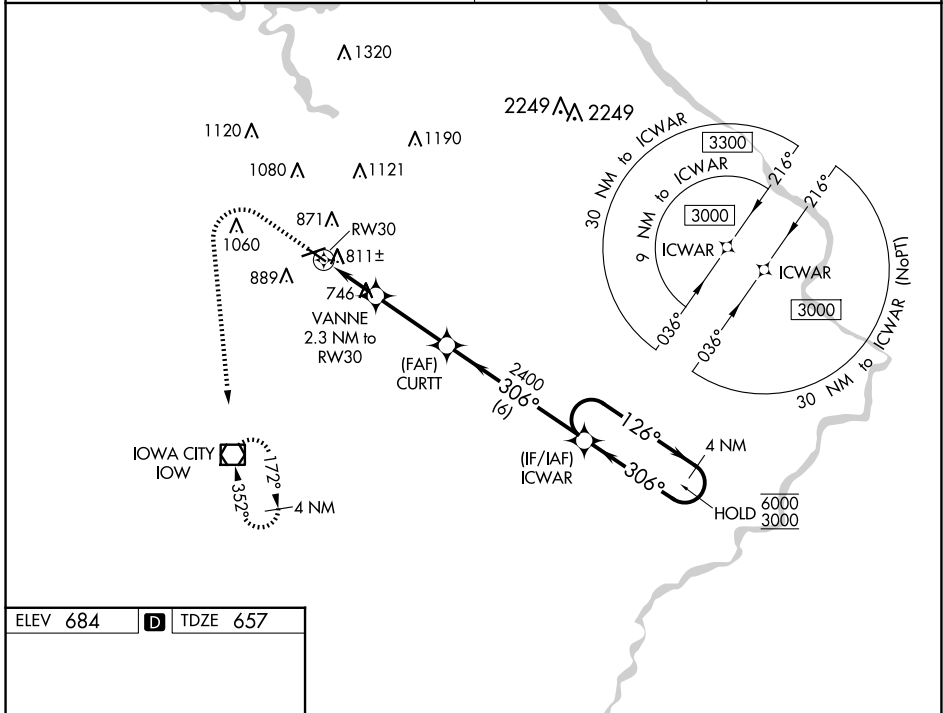 1320
2249
2249
1120
1190
1080
1121
30 NM to ICWAR
3300
216°
9 NM to ICWAR
3000
216°
871
RW30
1060
811±
ICWAR
ICWAR
889
746
3000
VANNE
2.3 NM to
RW30
036°
036°
30 NM to ICWAR (NoPT)
(FAF)
CURTT
2400
306°
(6)
126°
4 NM
IOWA CITY
IOW
(IF/IAF)
ICWAR
306°
172°
352°
4 NM
HOLD
6000
3000
ELEV 684 D TDZE 657